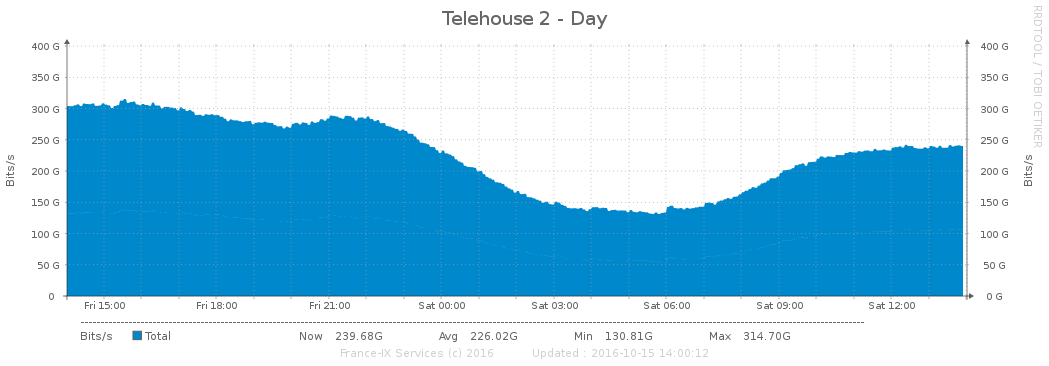 Telehouse 2 - Day
RRDTOOL / TOBI OETIKER
Bits/s
400 G 400 G
350 G 350 G
300 G 300 G
250 G 250 G
200 G 200 G
150 G 150 G
100 G 100 G
50 G 50 G
0 0 G
Bits/s
Fri 15:00 Fri 18:00 Fri 21:00 Sat 00:00 Sat 03:00 Sat 06:00 Sat 09:00 Sat 12:00
Bits/s Total Now 239.68G Avg 226.02G Min 130.81G Max 314.70G
France-IX Services (c) 2016 Updated : 2016-10-15 14:00:12